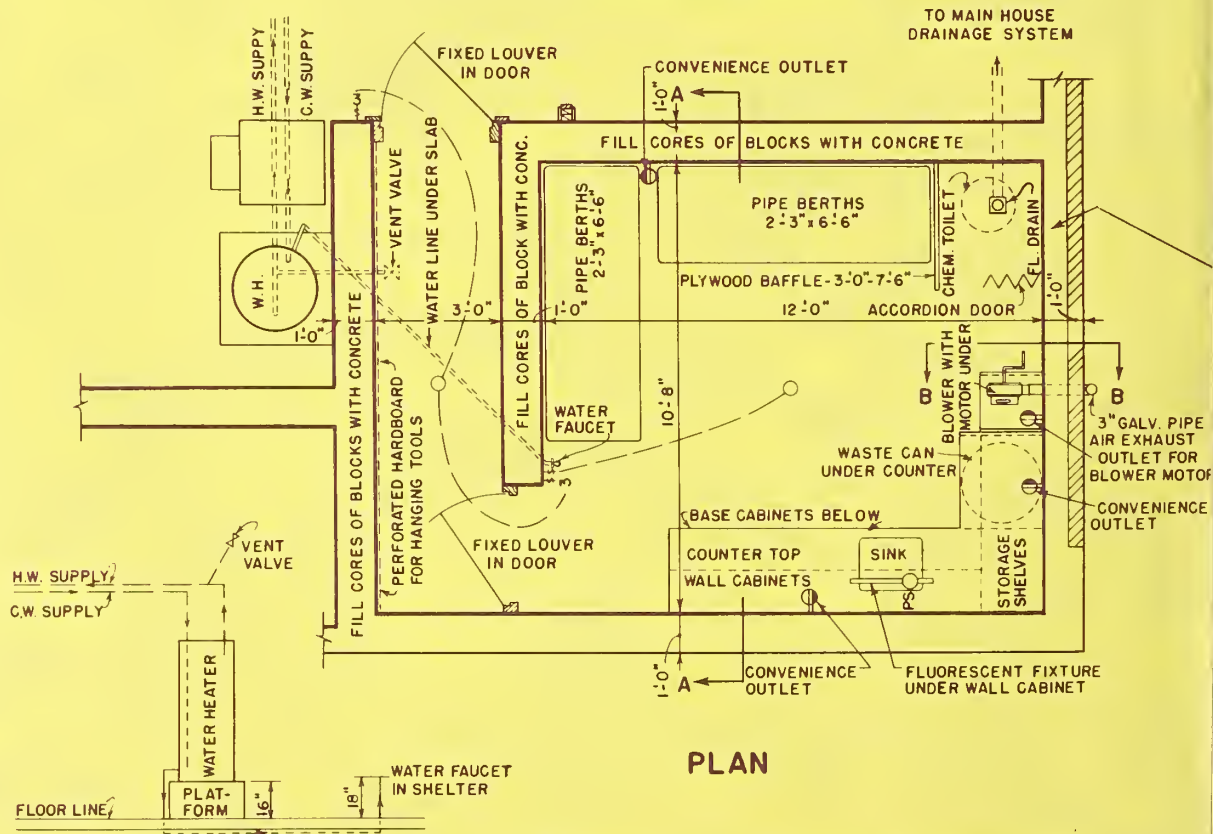 TO MAIN HOUSE
DRAINAGE SYSTEM
H.W. SUPPY
C.W. SUPPY
FIXED LOUVER
IN DOOR
CONVENIENCE OUTLET
A
1'-0"
3
FILL CORES OF BLOCKS WITH CONCRETE
VENT VALVE
WATER LINE UNDER SLAB
FILL CORES OF BLOCK WITH CONC.
PIPE BERTHS
2'-3" x 6'-6"
PIPE BERTHS
2'-3" x 6'-6"
CHEM. TOILET
FL. DRAIN
PLYWOOD BAFFLE-3'-0"-7'-6"
W.H.
1'-0"
3'-0"
1'-0"
12'-0"
ACCORDION DOOR
1'-0"
FILL CORES OF BLOCKS WITH CONCRETE
PERFORATED HARDBOARD
FOR HANGING TOOLS
10'-8"
BLOWER WITH
MOTOR UNDER
B
B
WATER
FAUCET
3
3" GALV. PIPE
AIR EXHAUST
OUTLET FOR
BLOWER MOTOR
WASTE CAN
UNDER COUNTER
CONVENIENCE
OUTLET
BASE CABINETS BELOW
FIXED LOUVER
IN DOOR
COUNTER TOP
SINK
WALL CABINETS
PS
STORAGE
SHELVES
1'-0"
A
CONVENIENCE
OUTLET
FLUORESCENT FIXTURE
UNDER WALL CABINET
VENT
VALVE
H.W. SUPPLY
C.W. SUPPLY
WATER HEATER
PLAT-
FORM
16"
18"
WATER FAUCET
IN SHELTER
FLOOR LINE
PLAN